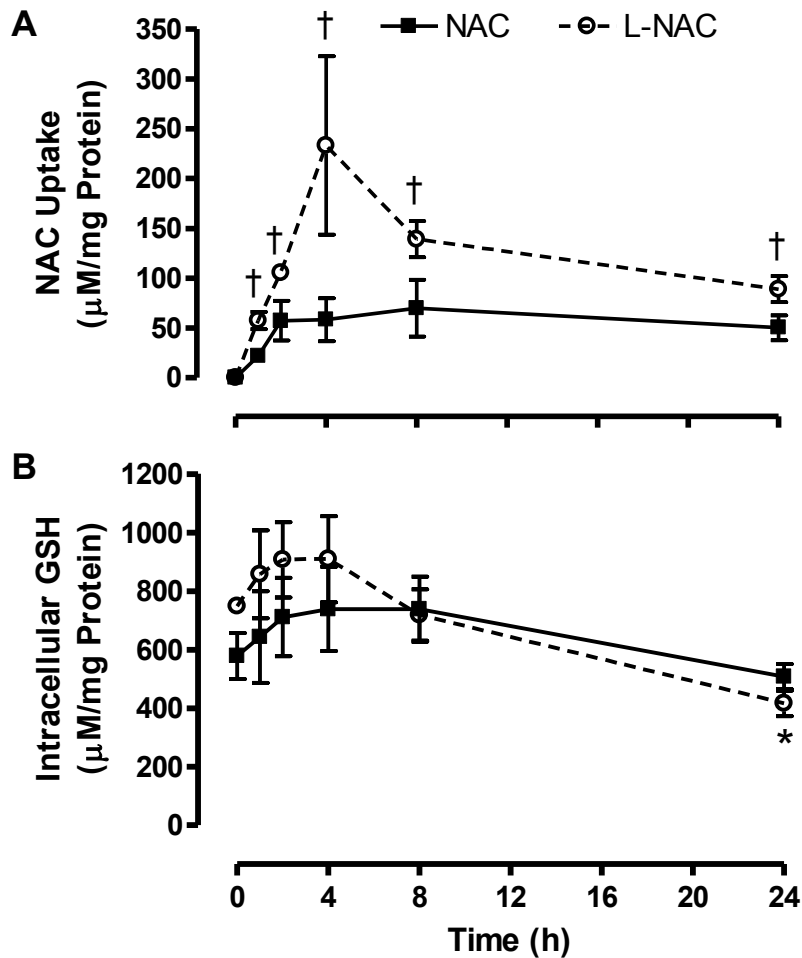 A
NAC
L-NAC
NAC Uptake
(μM/mg Protein)
350
300
250
200
150
100
50
0
†
†
†
†
†
B
Intracellular GSH
(μM/mg Protein)
1200
1000
800
600
400
200
0
*
0 4 8 12 16 20 24
Time (h)